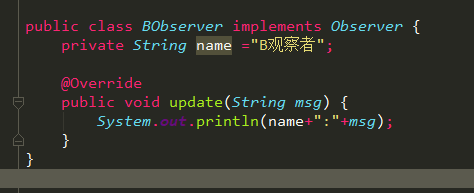 public class BObserver implements Observer {
    private String name ="B观察者";
    @Override
    public void update(String msg) {
        System.out.println(name+":"+msg);
    }
}